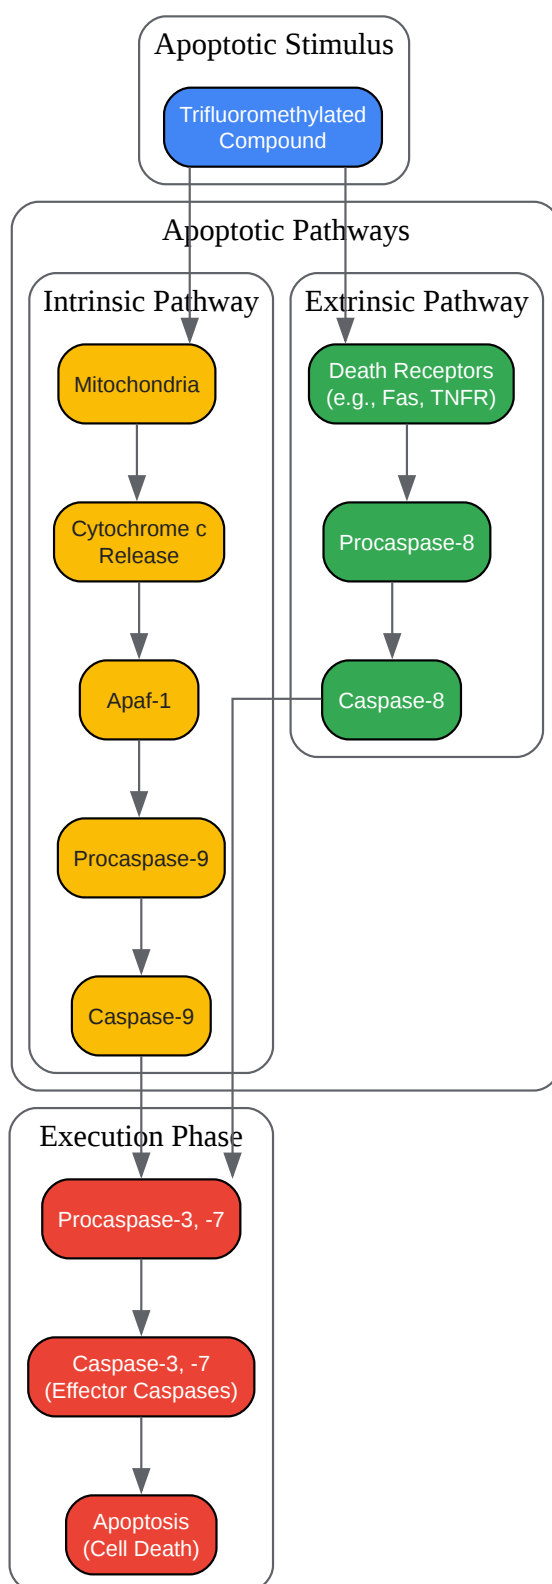 Apoptotic Stimulus
Trifluoromethylated
Compound
Apoptotic Pathways
Intrinsic Pathway
Mitochondria
Cytochrome c
Release
Apaf-1
Procaspase-9
Caspase-9
Extrinsic Pathway
Death Receptors
(e.g., Fas, TNFR)
Procaspase-8
Caspase-8
Execution Phase
Procaspase-3, -7
Caspase-3, -7
(Effector Caspases)
Apoptosis
(Cell Death)